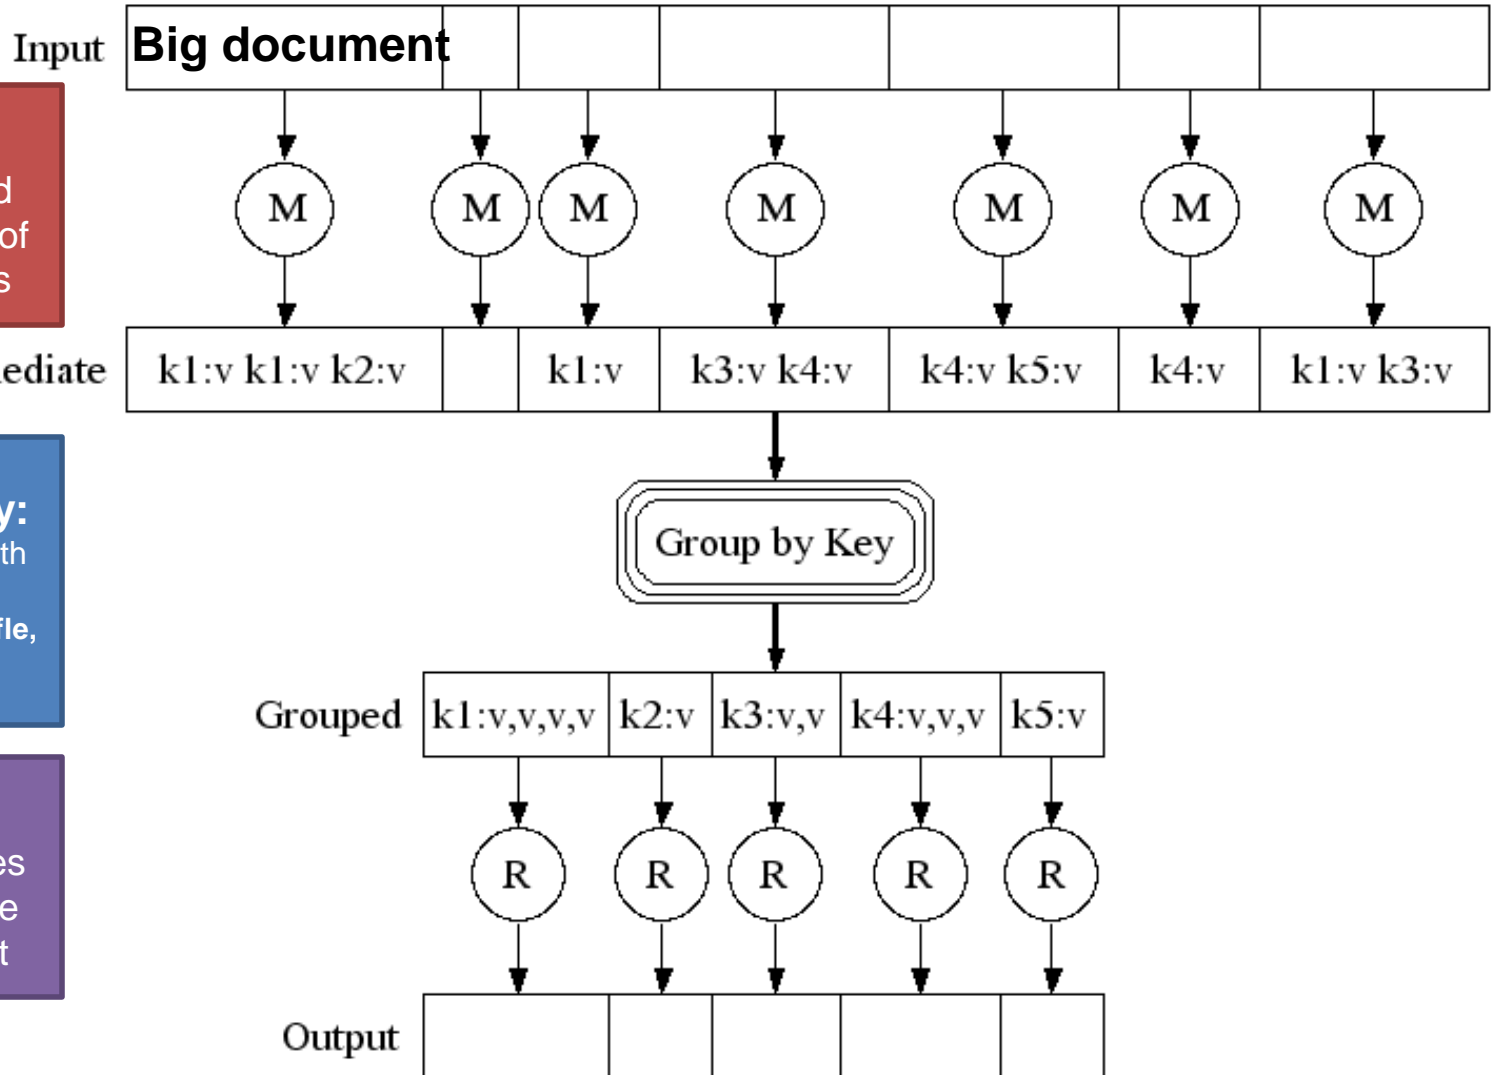 Input Big document
of
M M M M M M M
k1:v k1:v k2:v k1:v k3:v k4:v k4:v k5:v k4:v k1:v k3:v
Group by Key
Grouped k1:v,v,v,v k2:v k3:v,v k4:v,v,v k5:v
R R R R R
Output